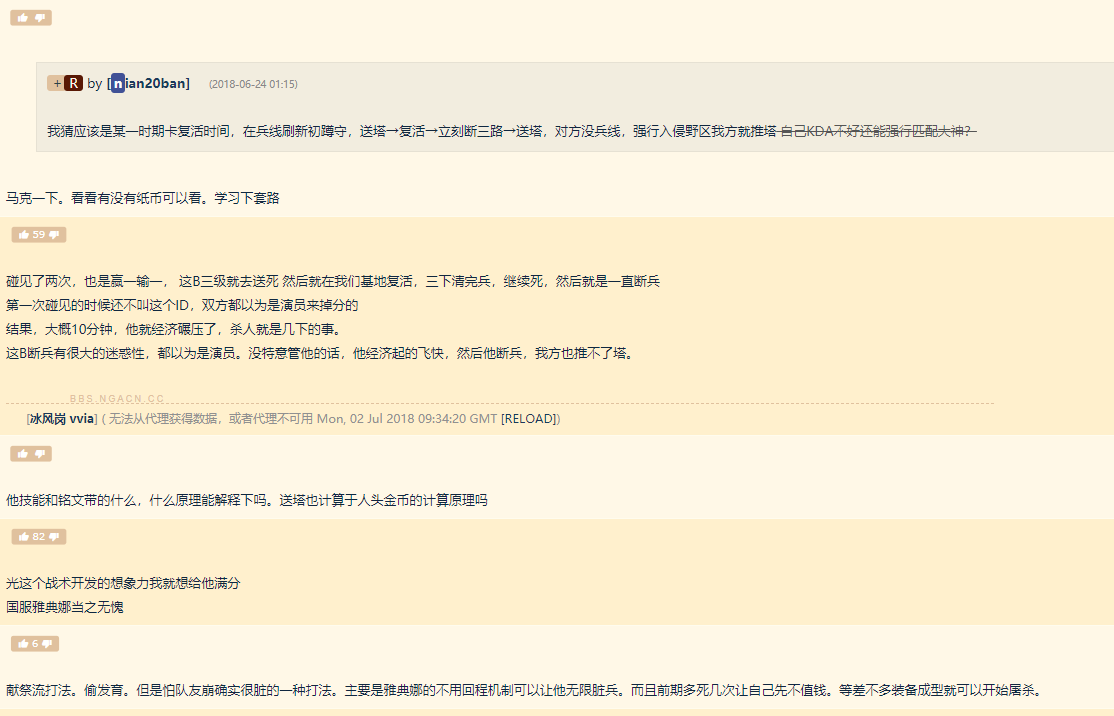 + R by [nian20ban] (2018-06-24 01:15)
我猜应该是某一时期卡复活时间，在兵线刷新初蹲守，送塔→复活→立刻断三路→送塔，对方没兵线，强行入侵野区我方就推塔 自己KDA不好还能强行匹配大神？
马克一下。看看有没有纸币可以看。学习下套路
59
碰见了两次，也是赢一输一， 这B三级就去送死 然后就在我们基地复活，三下清完兵，继续死，然后就是一直断兵
第一次碰见的时候还不叫这个ID，双方都以为是演员来掉分的
结果，大概10分钟，他就经济碾压了，杀人就是几下的事。
这B断兵有很大的迷惑性，都以为是演员。没特意管他的话，他经济起的飞快，然后他断兵，我方也推不了塔。
BBS.NGACN.CC
[冰风岗 vvia] ( 无法从代理获得数据，或者代理不可用 Mon, 02 Jul 2018 09:34:20 GMT [RELOAD])
他技能和铭文带的什么，什么原理能解释下吗。送塔也计算于人头金币的计算原理吗
82
光这个战术开发的想象力我就想给他满分
国服雅典娜当之无愧
6
献祭流打法。偷发育。但是怕队友崩确实很脏的一种打法。主要是雅典娜的不用回程机制可以让他无限脏兵。而且前期多死几次让自己先不值钱。等差不多装备成型就可以开始屠杀。